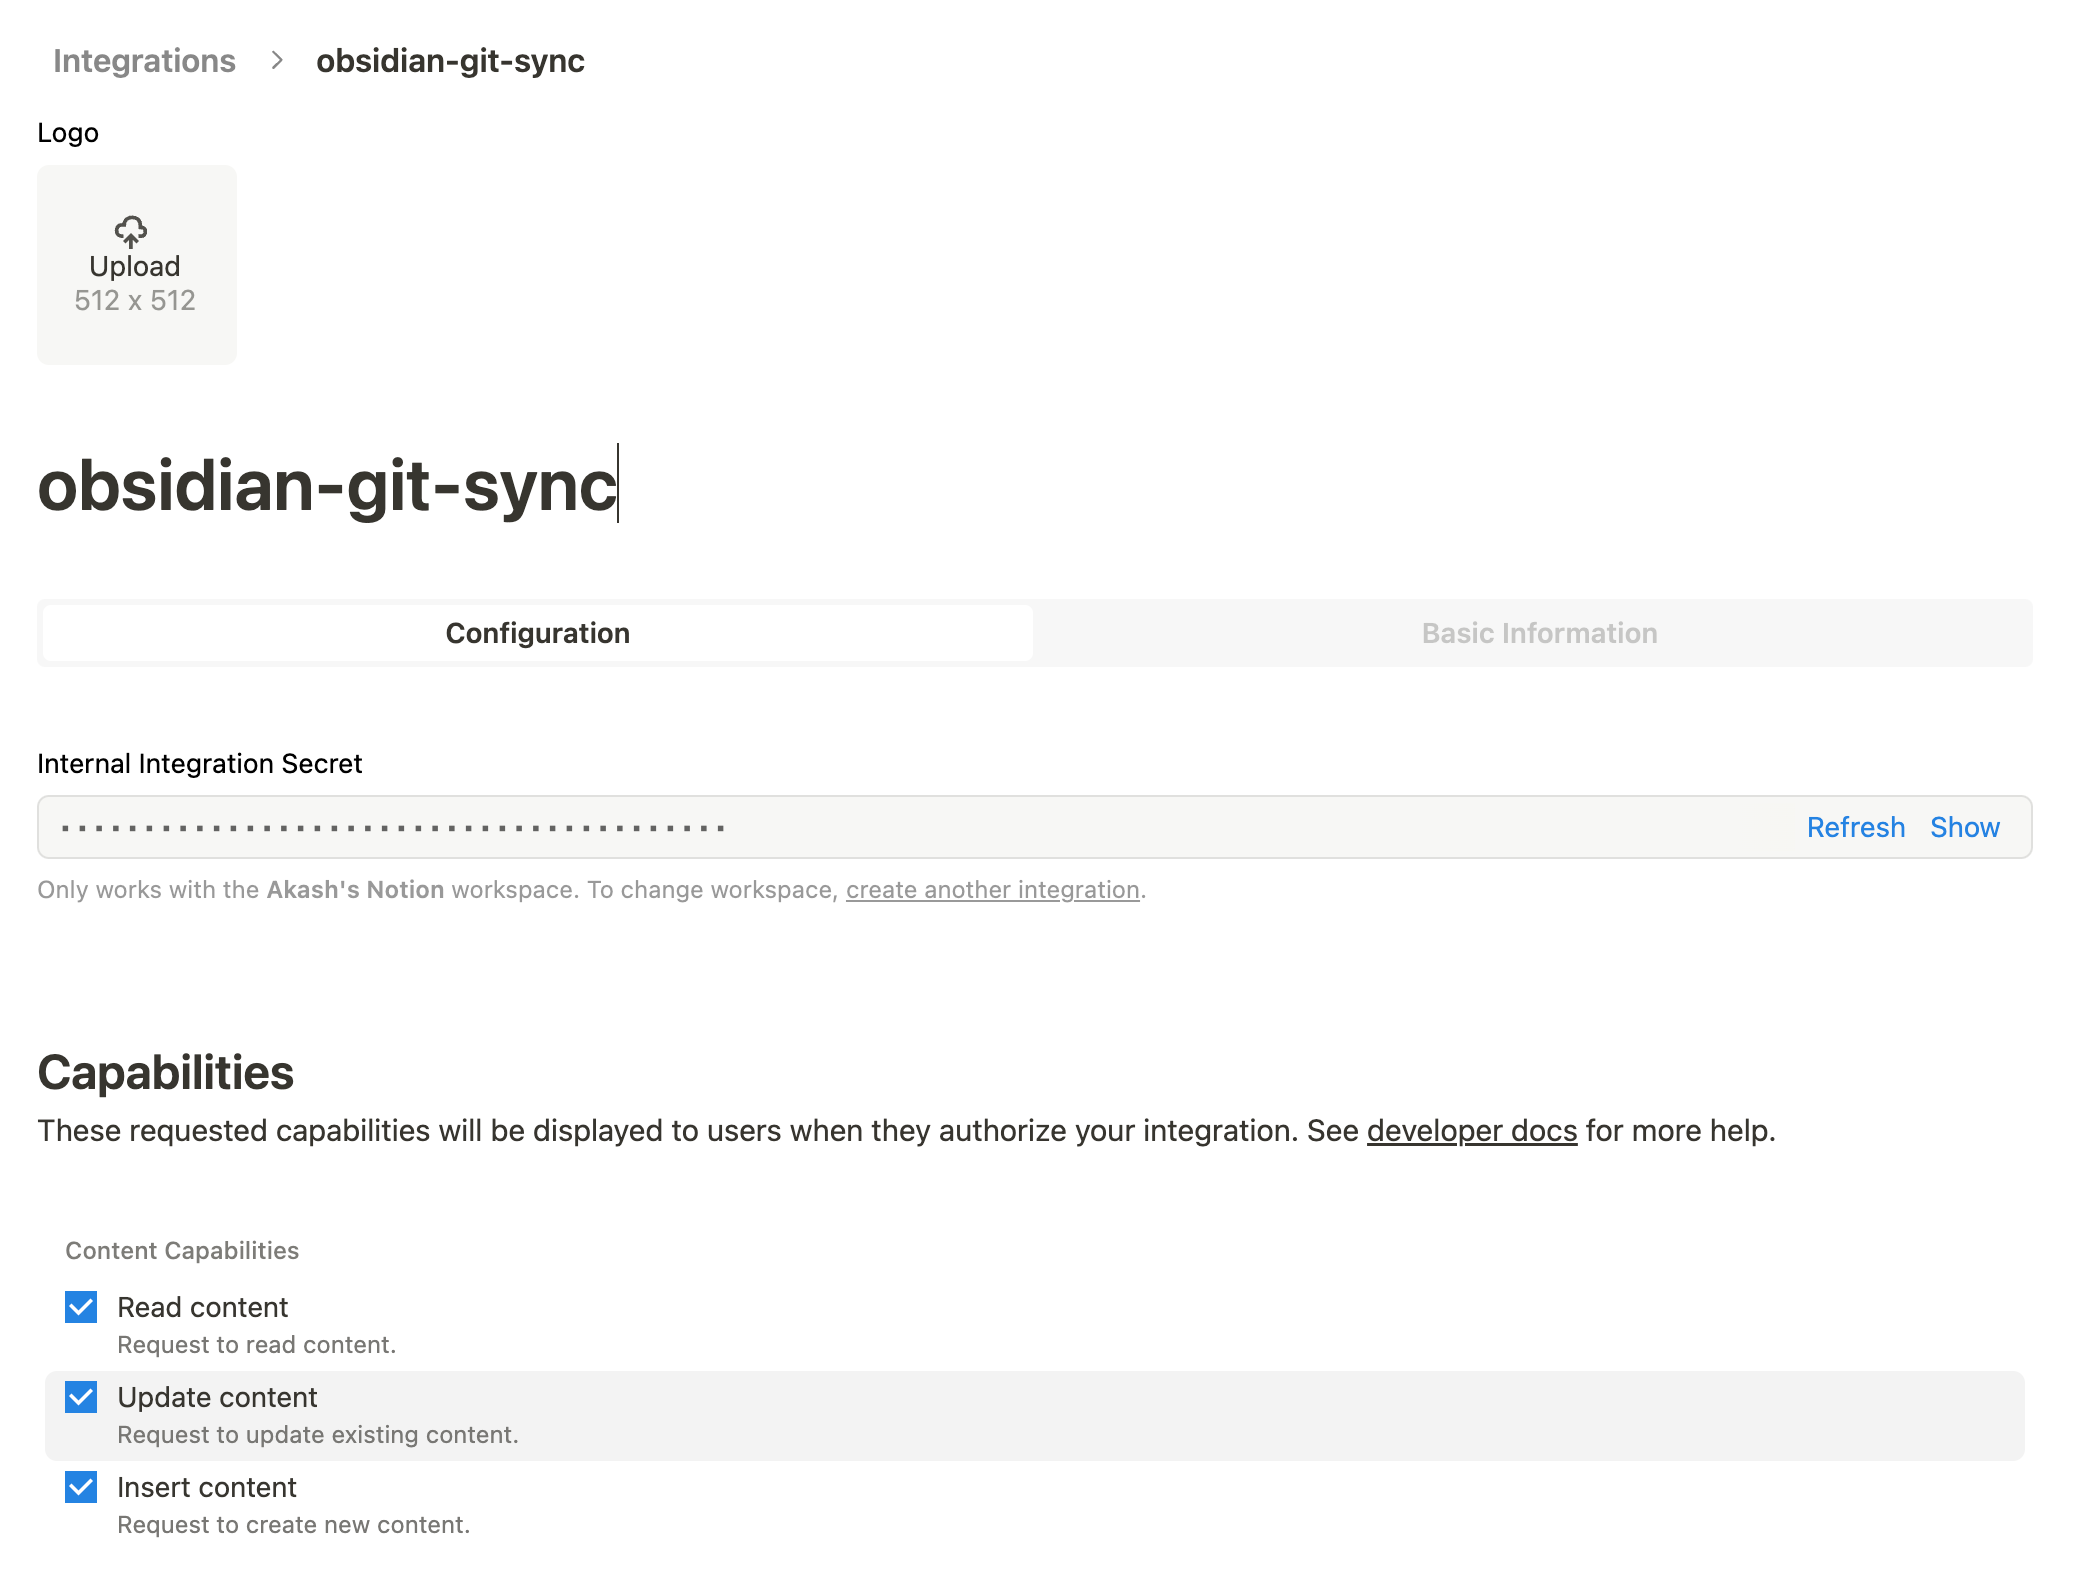 Integrations > obsidian-git-sync
Logo
Upload
512 x 512
obsidian-git-sync
Configuration Basic Information
Internal Integration Secret
Refresh Show
Only works with the Akash's Notion workspace. To change workspace, create another integration.
Capabilities
These requested capabilities will be displayed to users when they authorize your integration. See developer docs for more help.
Content Capabilities
Read content
Request to read content.
Update content
Request to update existing content.
Insert content
Request to create new content.